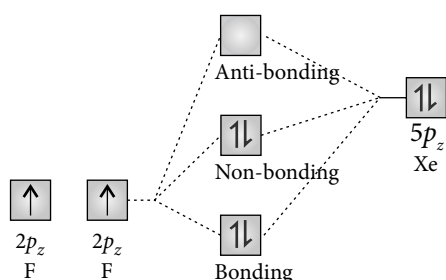 Anti-bonding
5p_z
Xe
Non-bonding
2p_z 2p_z
F F
Bonding